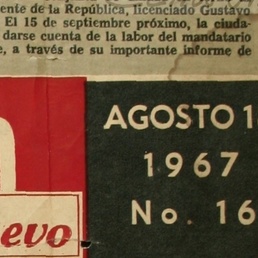 ente de la República, licenciado Gustavo
El 15 de septiembre próximo, la ciuda-
darse cuenta de la labor del mandatario
e, a través de su importante informe de
AGOSTO 1
1967
No. 16
evo